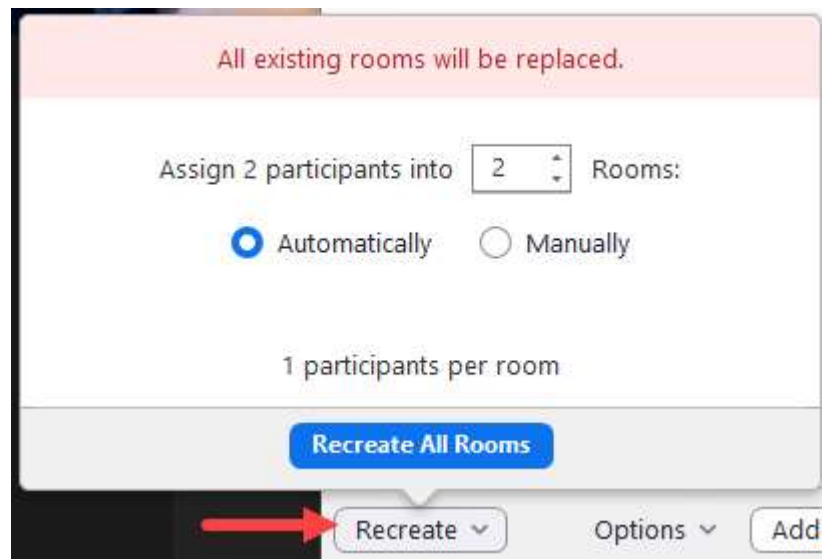 All existing rooms will be replaced.
Assign 2 participants into 2 Rooms:
Automatically Manually
1 participants per room
Recreate All Rooms
Recreate Options Add